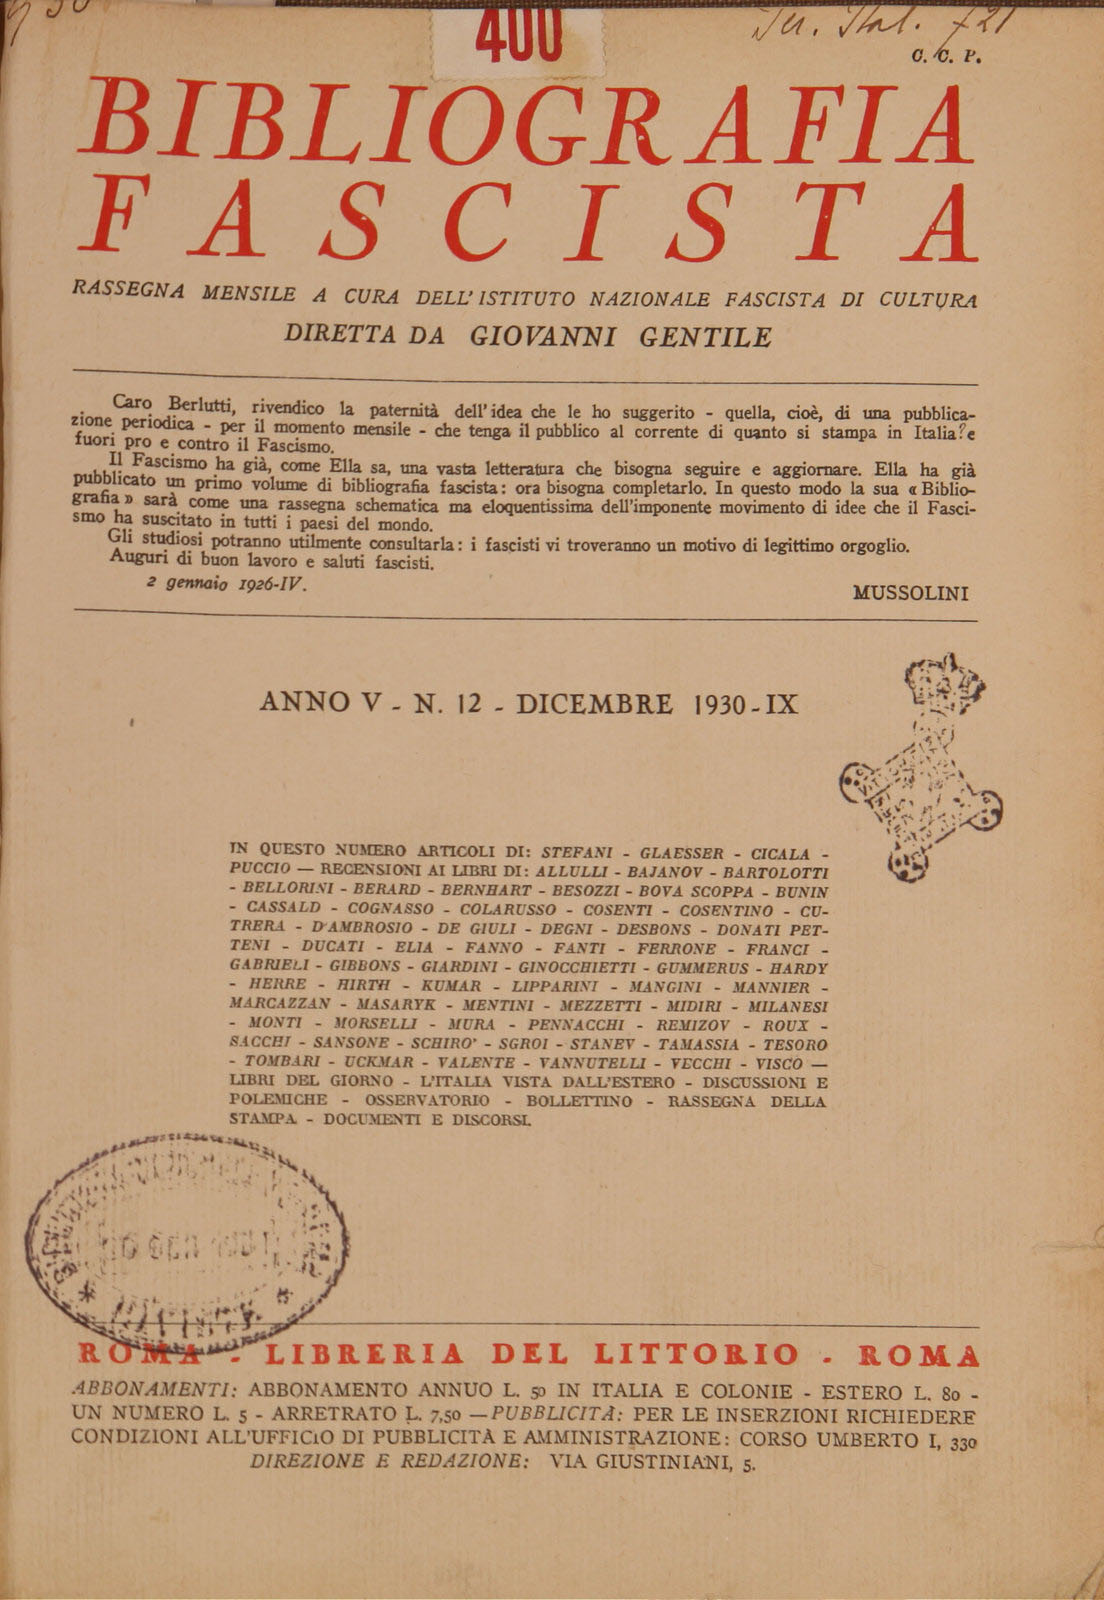 400
Ser. Ital. 721
C. C. P.
BIBLIOGRAFIA
FASCISTA
RASSEGNA MENSILE A CURA DELL'ISTITUTO NAZIONALE FASCISTA DI CULTURA
DIRETTA DA GIOVANNI GENTILE
Caro Berlutti, rivendico la paternità dell'idea che le ho suggerito - quella, cioè, di una pubblica-
zione periodica - per il momento mensile - che tenga il pubblico al corrente di quanto si stampa in Italia?e
fuori pro e contro il Fascismo.
Il Fascismo ha già, come Ella sa, una vasta letteratura che bisogna seguire e aggiornare. Ella ha già
pubblicato un primo volume di bibliografia fascista: ora bisogna completarlo. In questo modo la sua «Biblio-
grafia» sarà come una rassegna schematica ma eloquentissima dell'imponente movimento di idee che il Fasci-
smo ha suscitato in tutti i paesi del mondo.
Gli studiosi potranno utilmente consultarla: i fascisti vi troveranno un motivo di legittimo orgoglio.
Auguri di buon lavoro e saluti fascisti.
2 gennaio 1926-IV.
MUSSOLINI
ANNO V - N. 12 - DICEMBRE 1930-IX
IN QUESTO NUMERO ARTICOLI DI: STEFANI - GLAESSER - CICALA -
PUCCIO — RECENSIONI AI LIBRI DI: ALLULLI - BAJANOV - BARTOLOTTI
- BELLORINI - BERARD - BERNHART - BESOZZI - BOVA SCOPPA - BUNIN
- CASSALD - COGNASSO - COLARUSSO - COSENTI - COSENTINO - CU-
TRERA - D'AMBROSIO - DE GIULI - DEGNI - DESBONS - DONATI PET-
TENI - DUCATI - ELIA - FANNO - FANTI - FERRONE - FRANCI -
GABRIELI - GIBBONS - GIARDINI - GINOCCHIETTI - GUMMERUS - HARDY
- HERRE - HIRTH - KUMAR - LIPPARINI - MANGINI - MANNIER -
MARCAZZAN - MASARYK - MENTINI - MEZZETTI - MIDIRI - MILANESI
- MONTI - MORSELLI - MURA - PENNACCHI - REMIZOV - ROUX -
SACCHI - SANSONE - SCHIRO' - SGROI - STANEV - TAMASSIA - TESORO
- TOMBARI - UCKMAR - VALENTE - VANNUTELLI - VECCHI - VISCO —
LIBRI DEL GIORNO - L'ITALIA VISTA DALL'ESTERO - DISCUSSIONI E
POLEMICHE - OSSERVATORIO - BOLLETTINO - RASSEGNA DELLA
STAMPA - DOCUMENTI E DISCORSI.
ROMA - LIBRERIA DEL LITTORIO - ROMA
ABBONAMENTI: ABBONAMENTO ANNUO L. 50 IN ITALIA E COLONIE - ESTERO L. 80 -
UN NUMERO L. 5 - ARRETRATO L. 7,50 — PUBBLICITÀ: PER LE INSERZIONI RICHIEDERE
CONDIZIONI ALL'UFFICIO DI PUBBLICITÀ E AMMINISTRAZIONE: CORSO UMBERTO I, 330
DIREZIONE E REDAZIONE: VIA GIUSTINIANI, 5.